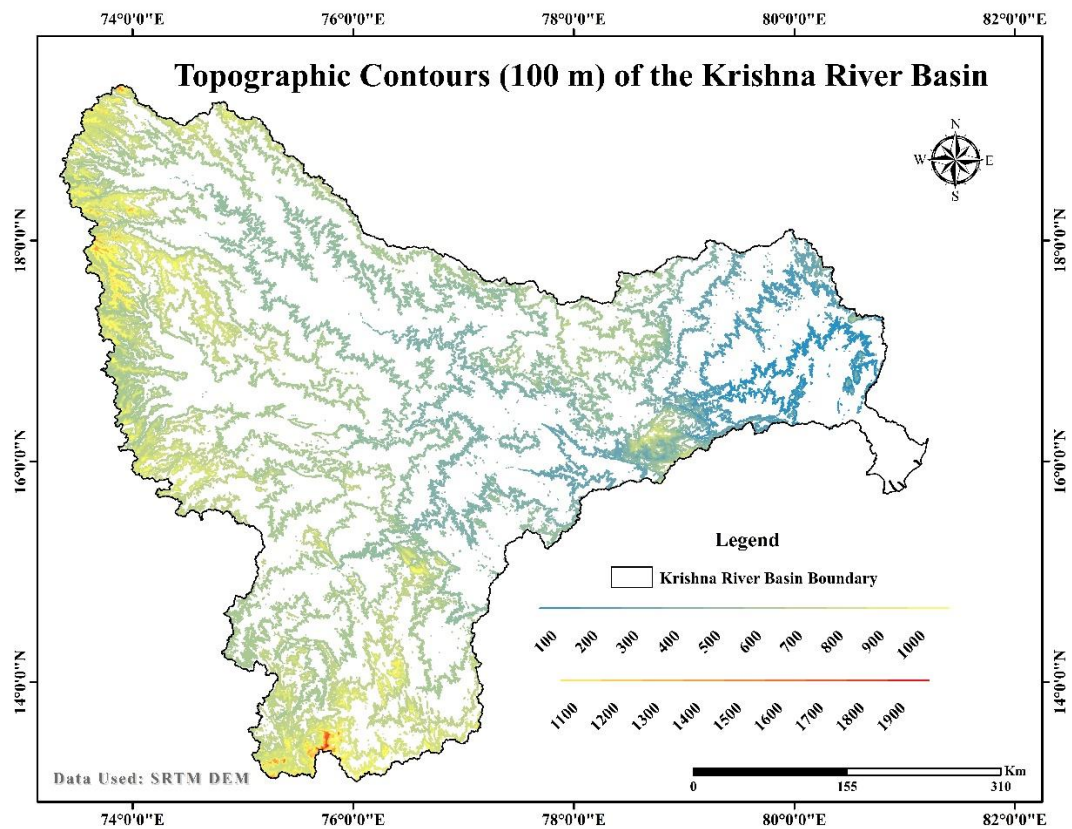 74°0'0"E 76°0'0"E 78°0'0"E 80°0'0"E 82°0'0"E
Topographic Contours (100 m) of the Krishna River Basin
N
W E
S
18°0'0"N 18°0'0"N
16°0'0"N 16°0'0"N
Legend
Krishna River Basin Boundary
100 200 300 400 500 600 700 800 900 1000
14°0'0"N 14°0'0"N
1100 1200 1300 1400 1500 1600 1700 1800 1900
Data Used: SRTM DEM
Km
0 155 310
74°0'0"E 76°0'0"E 78°0'0"E 80°0'0"E 82°0'0"E